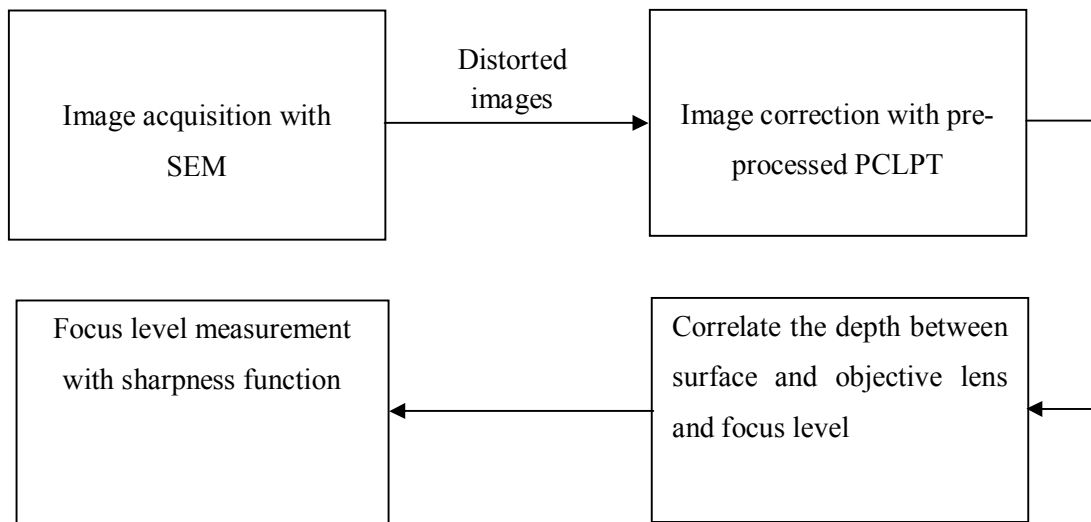 Image acquisition with
SEM
Distorted
images
Image correction with pre-
processed PCLPT
Correlate the depth between
surface and objective lens
and focus level
Focus level measurement
with sharpness function